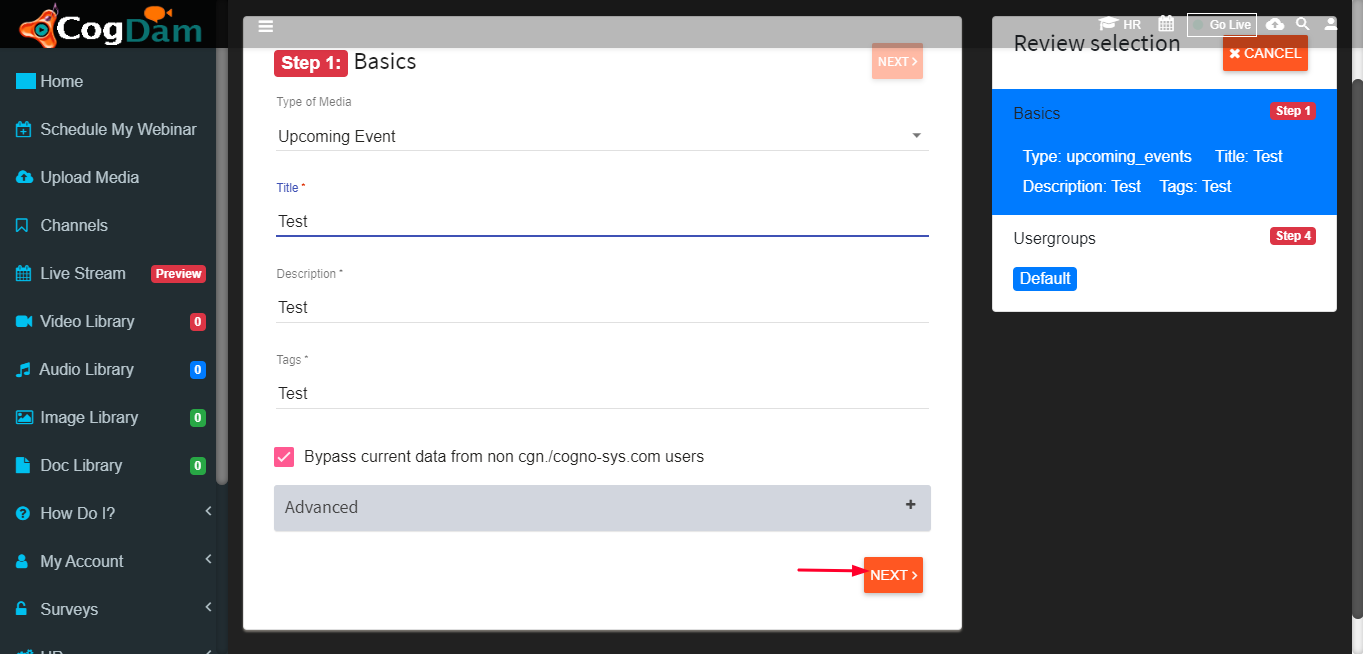 CogDam
HR
Go Live
Home
Schedule My Webinar
Upload Media
Channels
Live Stream Preview
Video Library 0
Audio Library 0
Image Library 0
Doc Library 0
How Do I?
My Account
Surveys
HR
Step 1: Basics
NEXT
Type of Media
Upcoming Event
Title *
Test
Description *
Test
Tags *
Test
Bypass current data from non cgn./cogno-sys.com users
Advanced
NEXT
Review selection
CANCEL
Basics Step 1
Type: upcoming_events Title: Test
Description: Test Tags: Test
Usergroups Step 4
Default